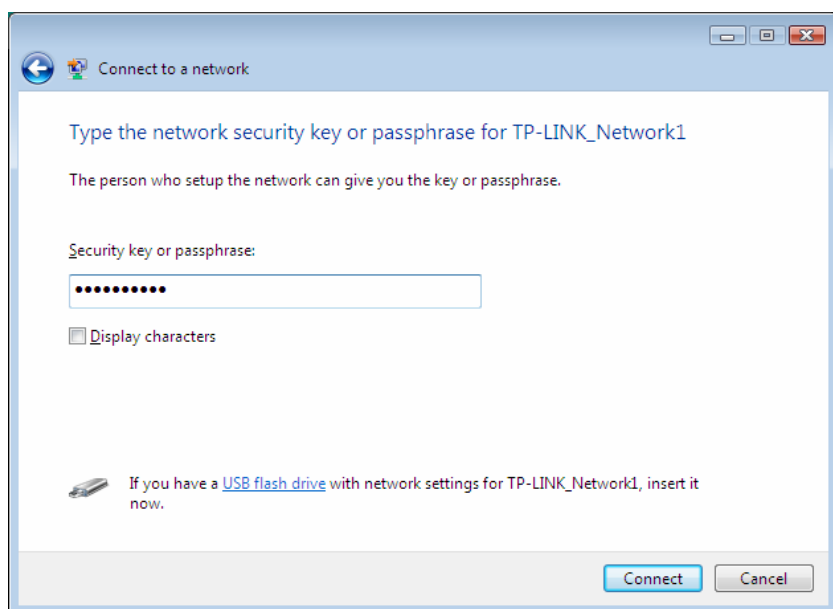 Connect to a network
Type the network security key or passphrase for TP-LINK_Network1
The person who setup the network can give you the key or passphrase.
Security key or passphrase:
••••••••••
Display characters
If you have a USB flash drive with network settings for TP-LINK_Network1, insert it
now.
Connect Cancel